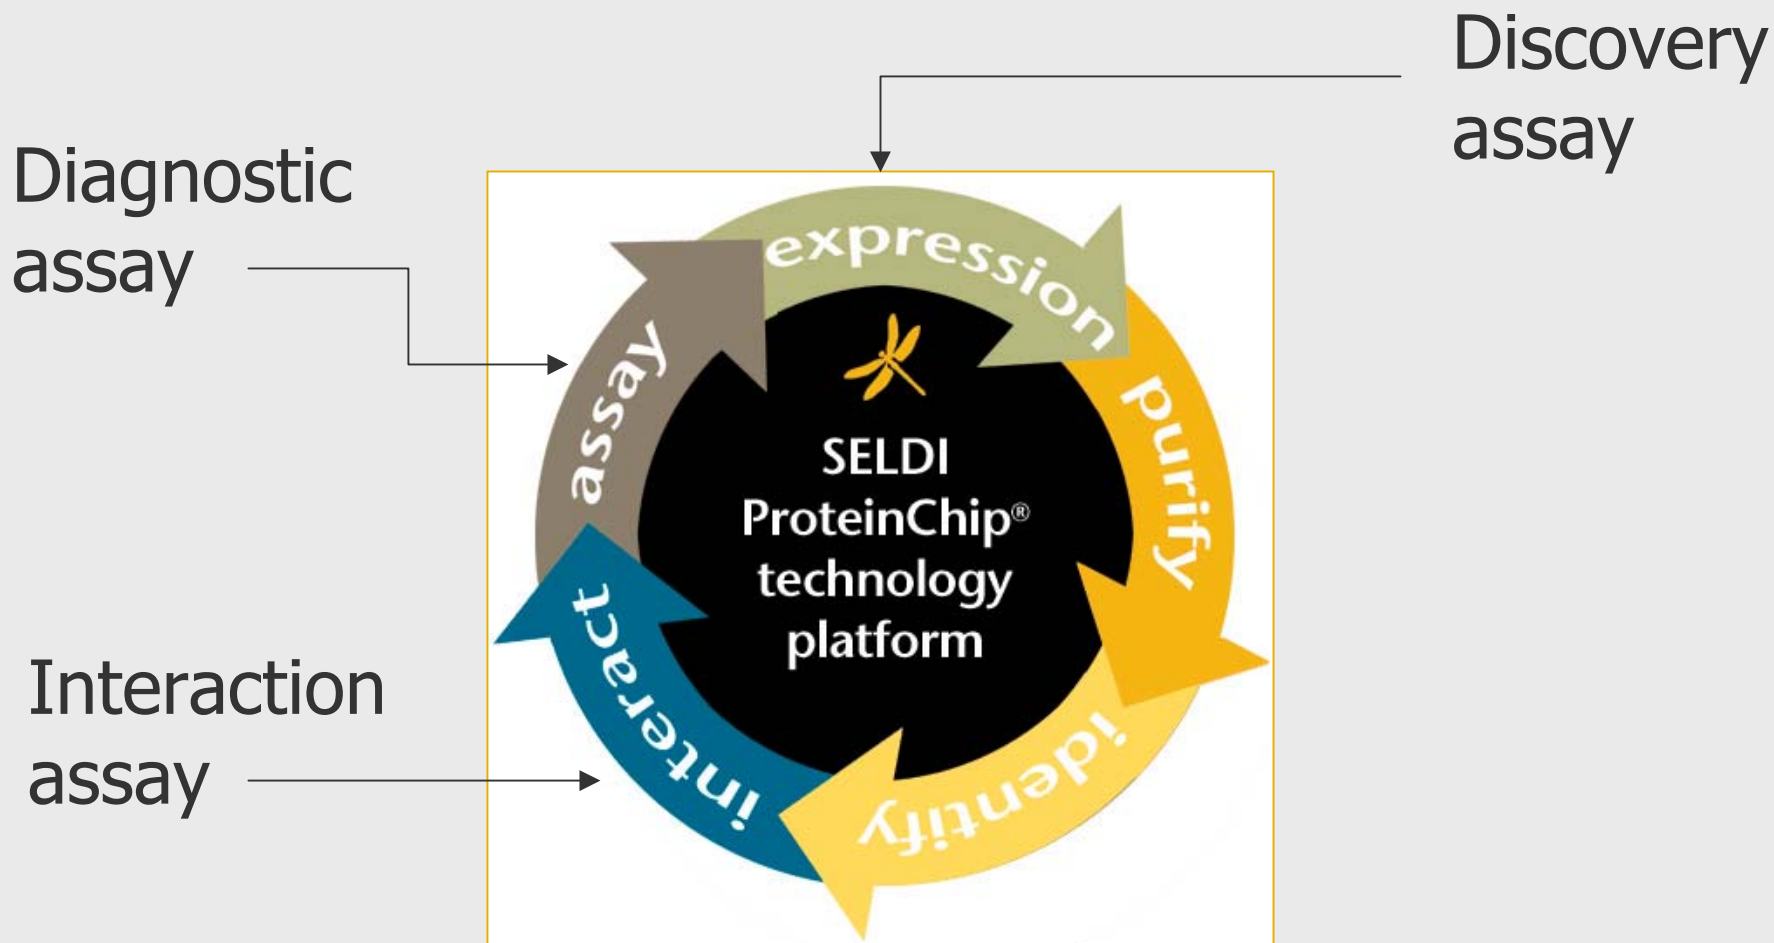 Discovery
assay
Diagnostic
assay
expression
purify
identify
interact
assay
SELDI
ProteinChip®
technology
platform
Interaction
assay